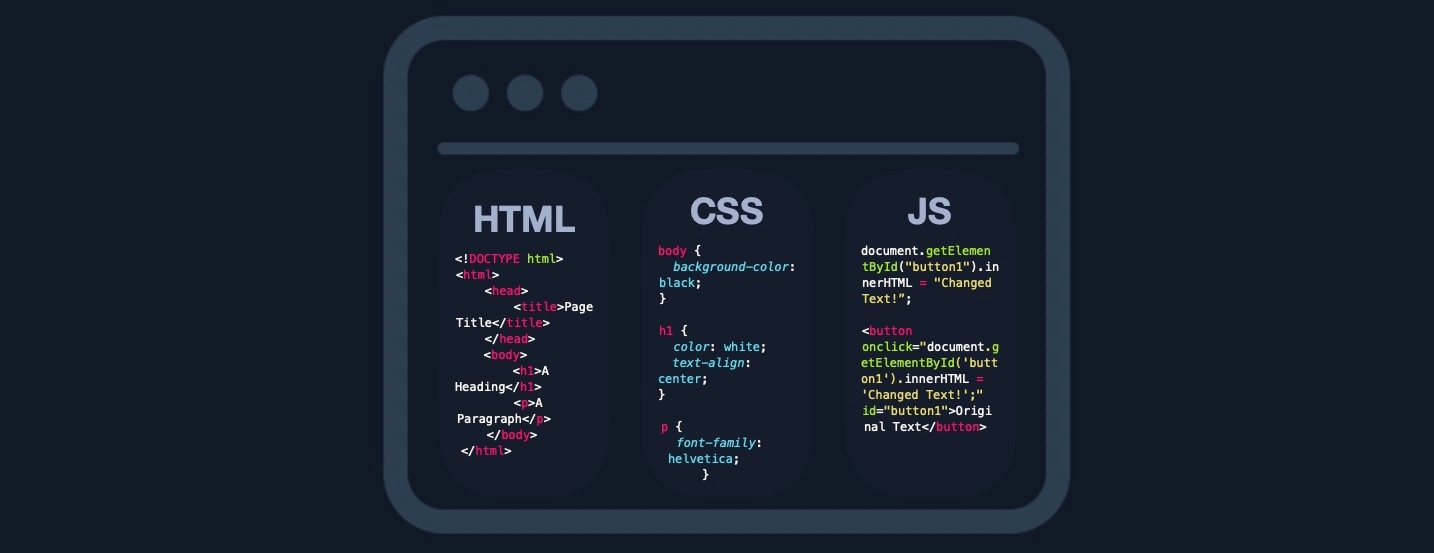 HTML
<!DOCTYPE html>
<html>
<head>
<title>Page
Title</title>
</head>
<body>
<h1>A
Heading</h1>
<p>A
Paragraph</p>
</body>
</html>
CSS
body {
background-color:
black;
}
h1 {
color: white;
text-align:
center;
}
p {
font-family:
helvetica;
}
JS
document.getElemen
tById("button1").in
nerHTML = "Changed
Text!”;
<button
onclick="document.g
etElementById('butt
on1').innerHTML =
'Changed Text!';"
id="button1">Origi
nal Text</button>